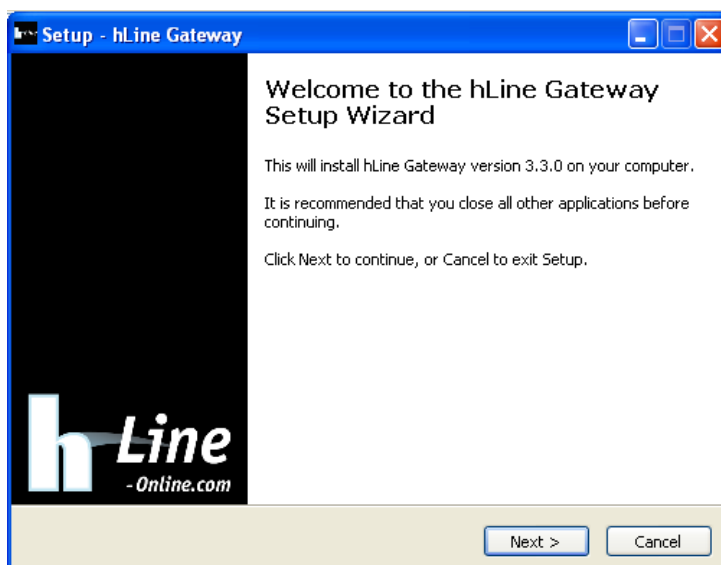 Setup - hLine Gateway
Welcome to the hLine Gateway
Setup Wizard
This will install hLine Gateway version 3.3.0 on your computer.
It is recommended that you close all other applications before
continuing.
Click Next to continue, or Cancel to exit Setup.
h Line
-Online.com
Next >
Cancel